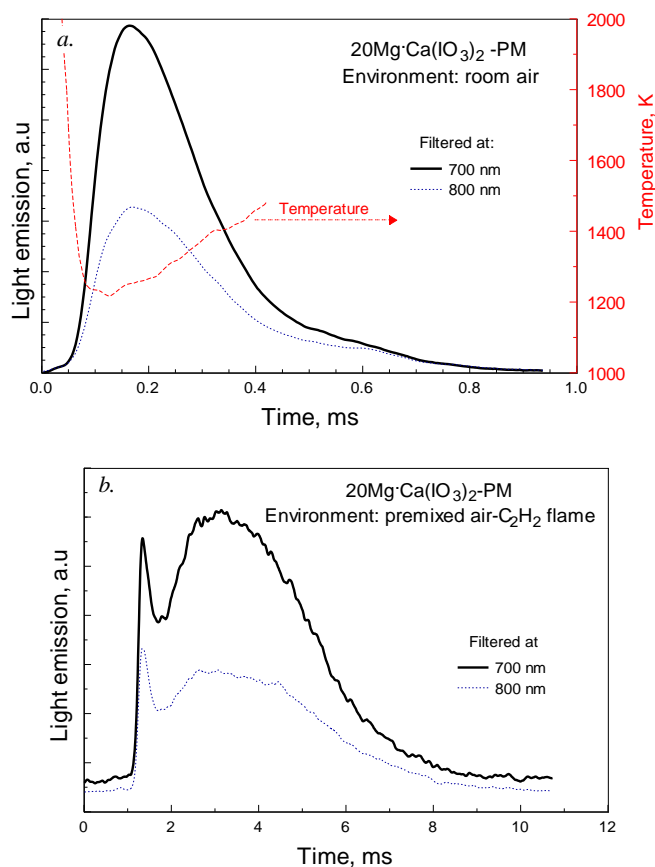 a.
20Mg·Ca(IO3)2 -PM
Environment: room air
Filtered at:
700 nm
800 nm
Temperature
Light emission, a.u
Temperature, K
2000
1800
1600
1400
1200
1000
0.0 0.2 0.4 0.6 0.8 1.0
Time, ms
b.
20Mg·Ca(IO3)2-PM
Environment: premixed air-C2H2 flame
Filtered at
700 nm
800 nm
Light emission, a.u
0 2 4 6 8 10 12
Time, ms